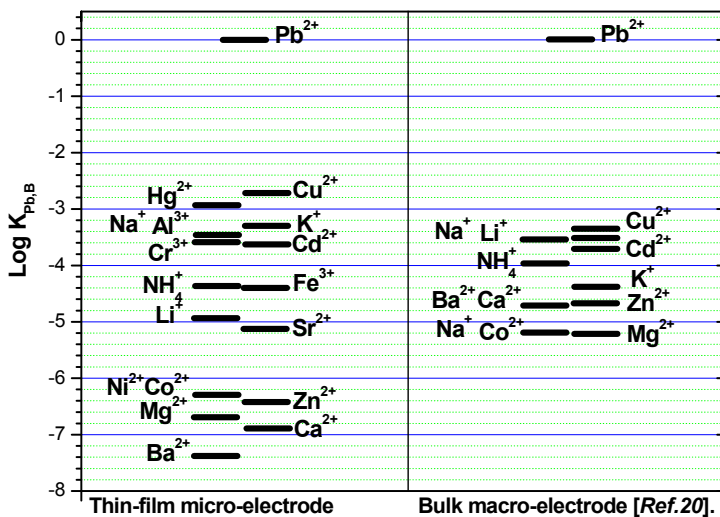 Log K Pb,B
0
-1
-2
-3
-4
-5
-6
-7
-8
Pb²⁺
Hg²⁺
Cu²⁺
Na⁺ Al³⁺
K⁺
Cr³⁺
Cd²⁺
NH₄⁺
Fe³⁺
Li⁺
Sr²⁺
Ni²⁺Co²⁺
Zn²⁺
Mg²⁺
Ca²⁺
Ba²⁺
Thin-film micro-electrode
Pb²⁺
Cu²⁺
Na⁺ Li⁺
Cd²⁺
NH₄⁺
K⁺
Ba²⁺Ca²⁺
Zn²⁺
Na⁺ Co²⁺
Mg²⁺
Bulk macro-electrode [Ref.20].